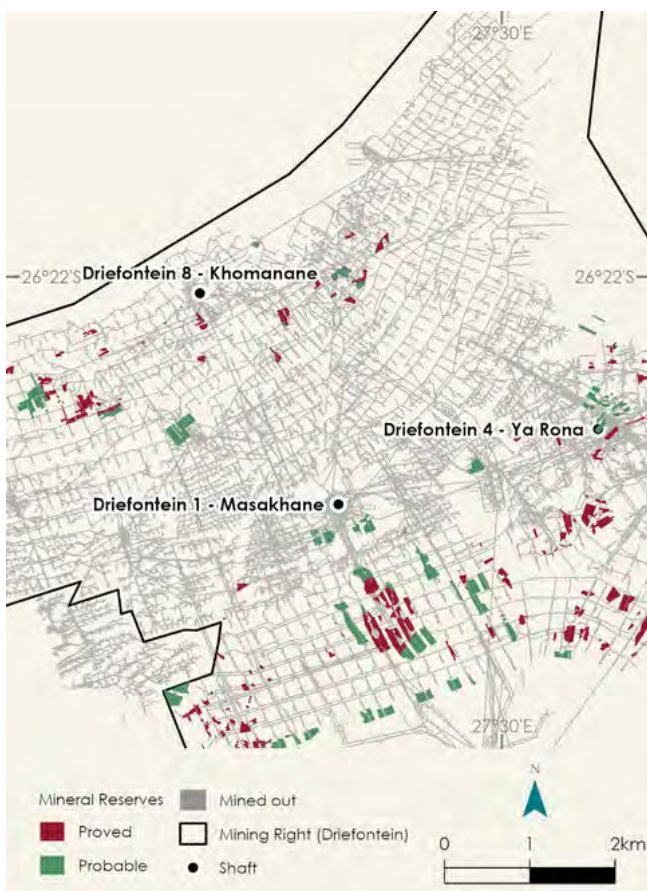 27°30'E
26°22'S
26°22'S
Driefontein 8 - Khomanane
Driefontein 4 - Ya Rona
Driefontein 1 - Masakhane
27°30'E
N
Mineral Reserves
Proved
Probable
Mined out
Mining Right (Driefontein)
Shaft
0 1 2km